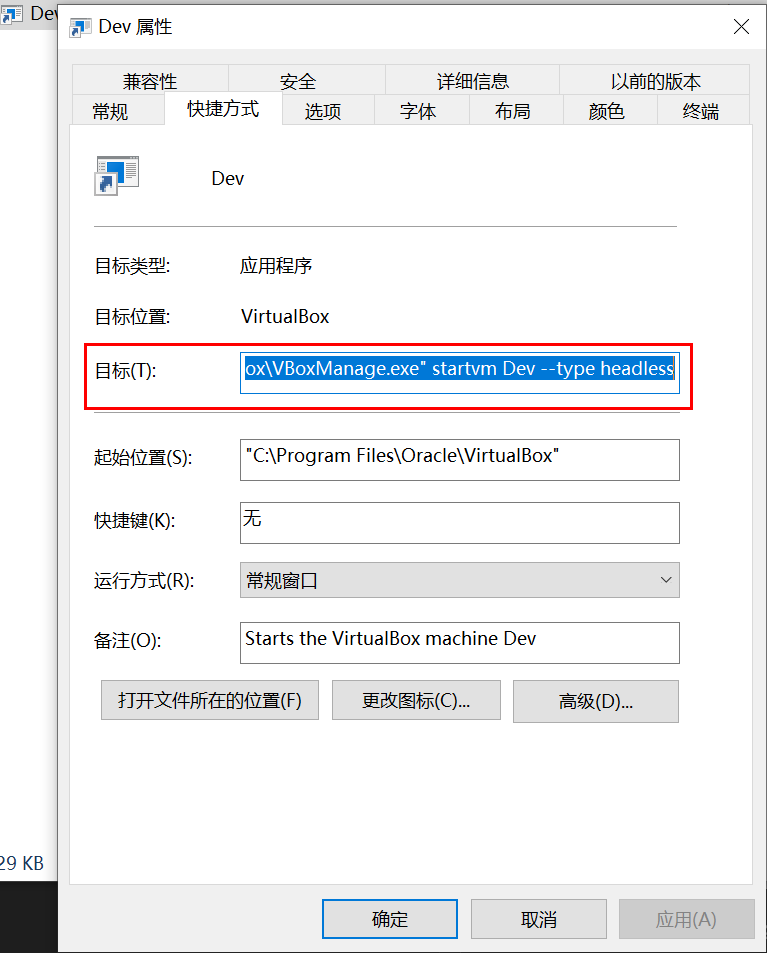 Dev
Dev 属性
兼容性 安全 详细信息 以前的版本
常规 快捷方式 选项 字体 布局 颜色 终端
Dev
目标类型: 应用程序
目标位置: VirtualBox
目标(T): ox\VBoxManage.exe" startvm Dev --type headless
起始位置(S): "C:\Program Files\Oracle\VirtualBox"
快捷键(K): 无
运行方式(R): 常规窗口
备注(O): Starts the VirtualBox machine Dev
打开文件所在的位置(F) 更改图标(C)... 高级(D)...
29 KB
确定 取消 应用(A)